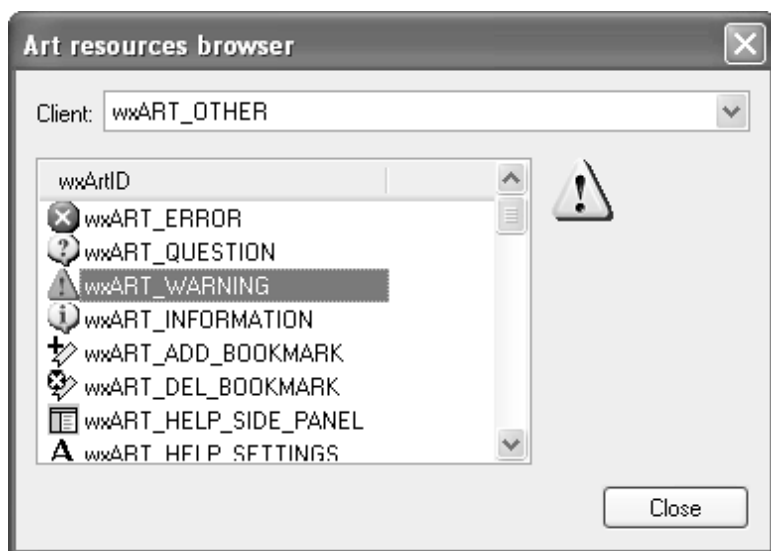 Art resources browser
Client: wxART_OTHER
wxArtID
wxART_ERROR
wxART_QUESTION
wxART_WARNING
wxART_INFORMATION
wxART_ADD_BOOKMARK
wxART_DEL_BOOKMARK
wxART_HELP_SIDE_PANEL
wxART_HELP_SETTINGS
Close